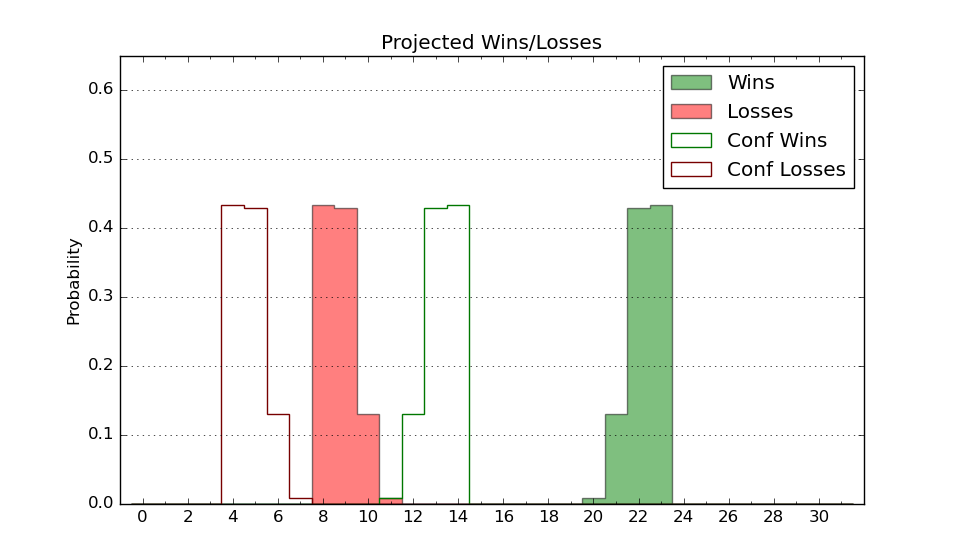 Projected Wins/Losses
Wins
Losses
Conf Wins
Conf Losses
Probability
0.6
0.5
0.4
0.3
0.2
0.1
0.0
0 2 4 6 8 10 12 14 16 18 20 22 24 26 28 30